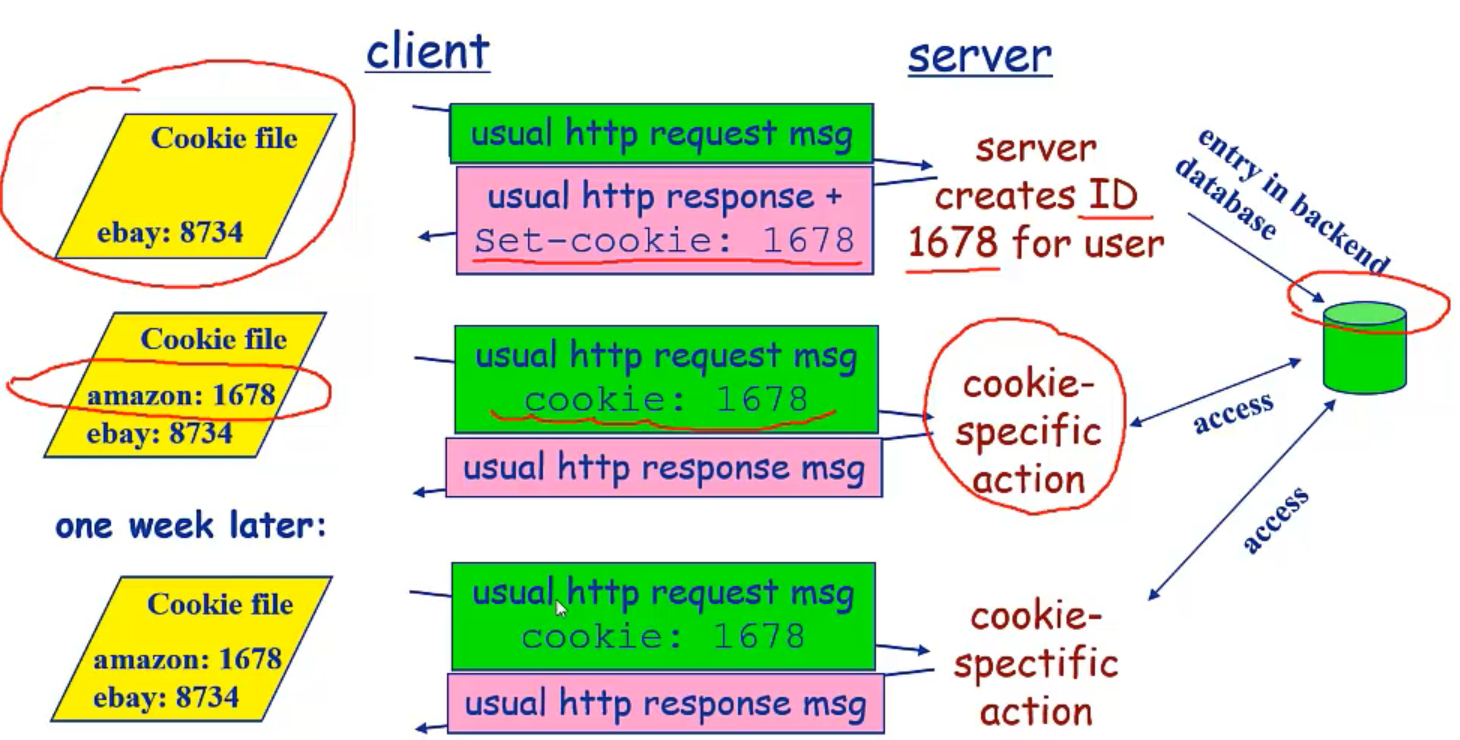 client
server
Cookie file
ebay: 8734
usual http request msg
usual http response +
Set-cookie: 1678
server
creates ID
1678 for user
entry in backend
database
Cookie file
amazon: 1678
ebay: 8734
usual http request msg
cookie: 1678
usual http response msg
cookie-
specific
action
access
access
one week later:
Cookie file
amazon: 1678
ebay: 8734
usual http request msg
cookie: 1678
usual http response msg
cookie-
spectific
action